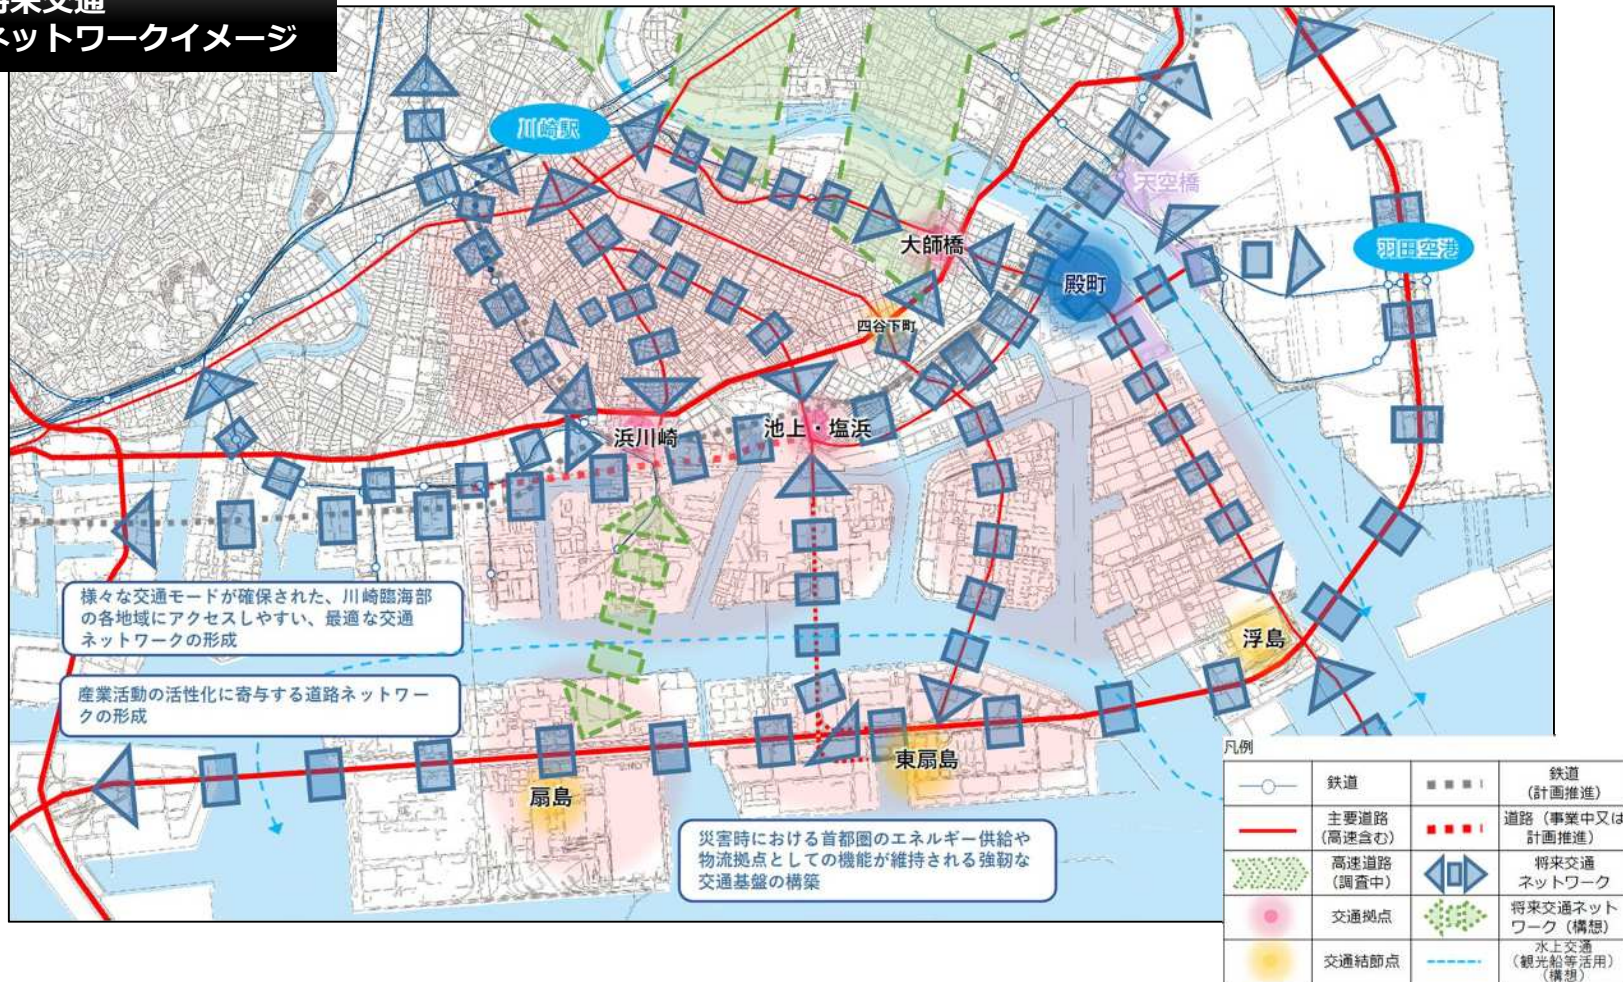 将来交通
ネットワークイメージ
川崎駅
天空橋
大師橋
羽田空港
殿町
四谷下町
浜川崎
池上・塩浜
様々な交通モードが確保された、川崎臨海部
の各地域にアクセスしやすい、最適な交通
ネットワークの形成
浮島
産業活動の活性化に寄与する道路ネットワー
クの形成
東扇島
扇島
災害時における首都圏のエネルギー供給や
物流拠点としての機能が維持される強靭な
交通基盤の構築
凡例
鉄道
鉄道
(計画推進)
主要道路
(高速含む)
道路(事業中又は
計画推進)
高速道路
(調査中)
将来交通
ネットワーク
交通拠点
将来交通ネット
ワーク(構想)
交通結節点
水上交通
(観光船等活用)
(構想)